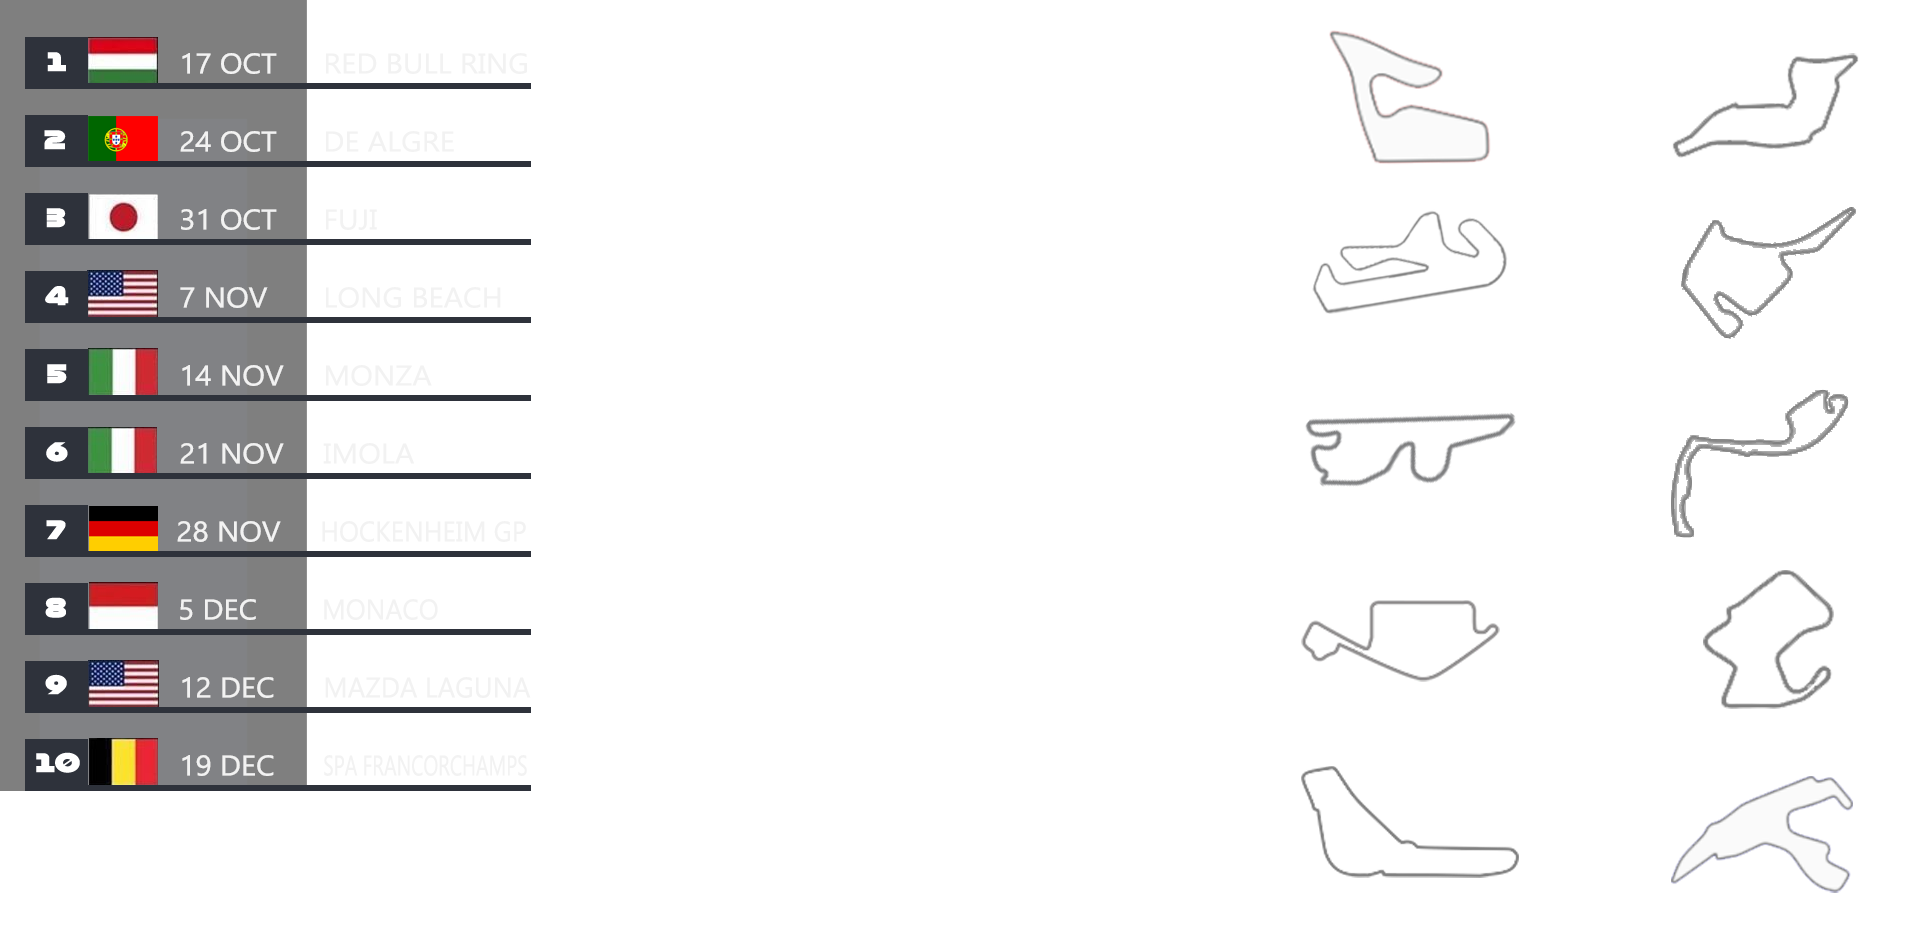 1 17 OCT RED BULL RING
2 24 OCT DE ALGRE
3 31 OCT FUJI
4 7 NOV LONG BEACH
5 14 NOV MONZA
6 21 NOV IMOLA
7 28 NOV HOCKENHEIM GP
8 5 DEC MONACO
9 12 DEC MAZDA LAGUNA
10 19 DEC SPA FRANCORCHAMPS